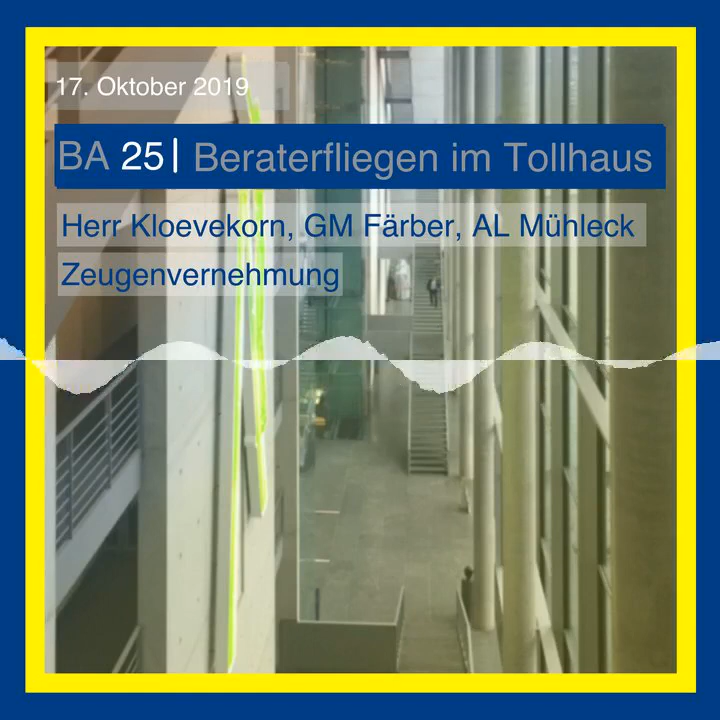 17. Oktober 2019
BA 25| Beraterfliegen im Tollhaus
Herr Kloevekorn, GM Färber, AL Mühleck
Zeugenvernehmung